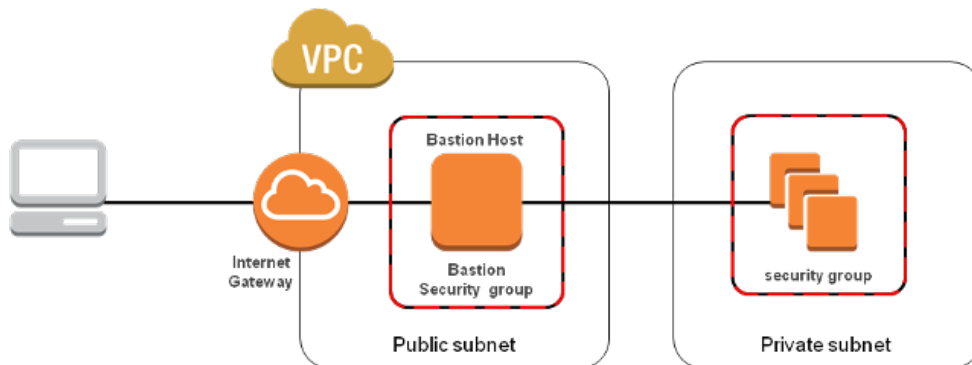 VPC
Bastion Host
Internet
Gateway
Bastion
Security group
security group
Public subnet
Private subnet